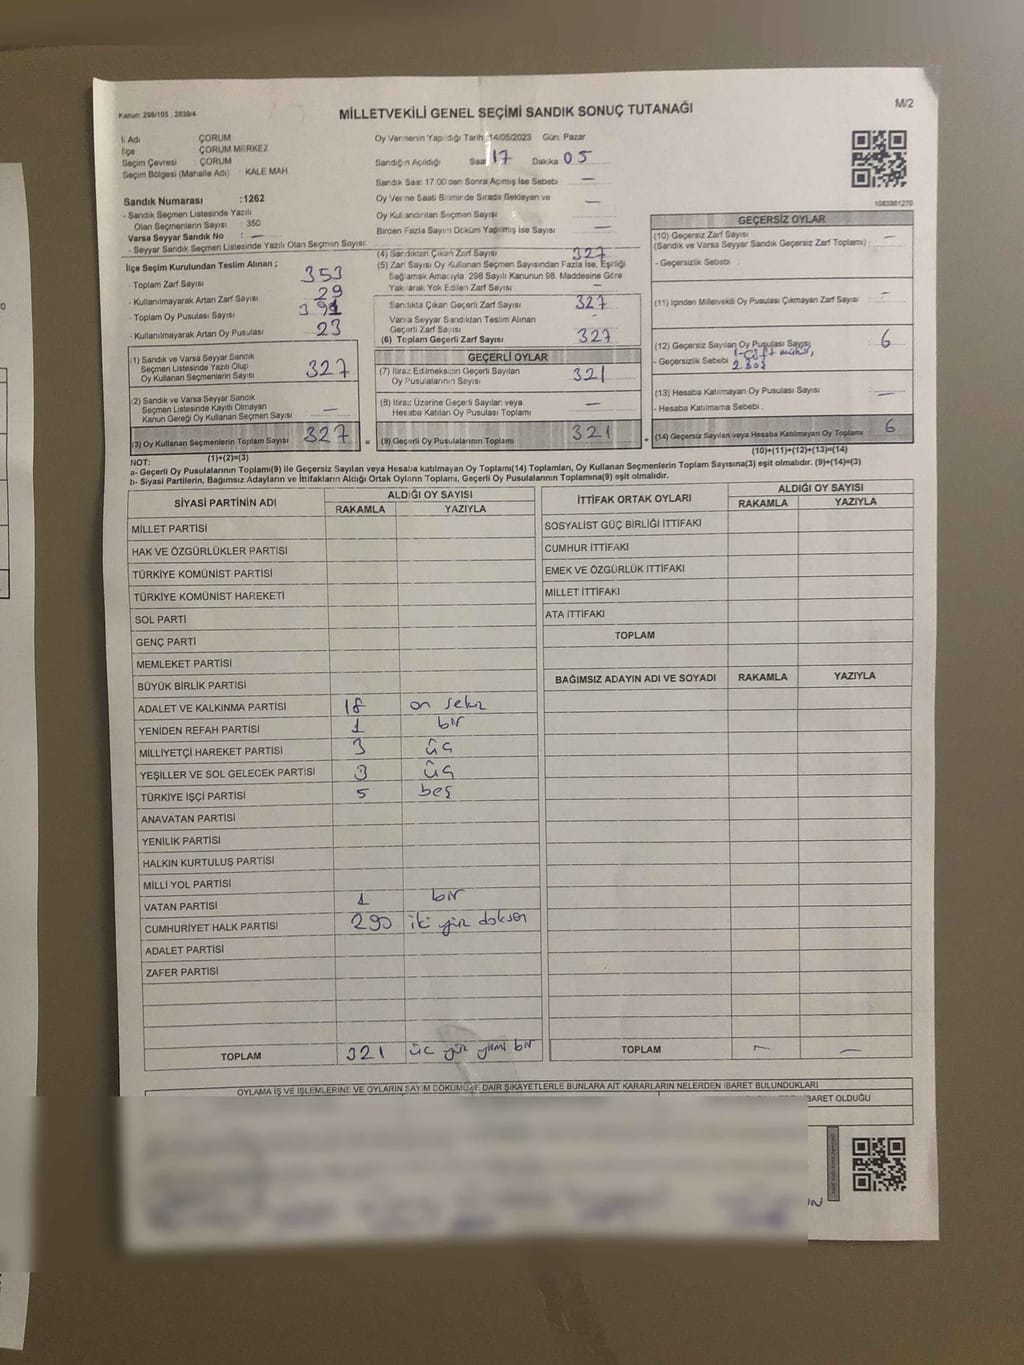 Kanun: 298/105 , 2839/4
MİLLETVEKİLİ GENEL SEÇİMİ SANDIK SONUÇ TUTANAĞI
M/2
İl Adı ÇORUM
İlçe ÇORUM MERKEZ
Seçim Çevresi : ÇORUM
Seçim Bölgesi (Mahalle Adı) : KALE MAH.
Oy Vermenin Yapıldığı Tarih: 14/05/2023 Gün: Pazar
Sandığın Açıldığı Saat 17 Dakika 05
Sandık Saat 17.00'den Sonra Açılmış İse Sebebi —
Oy Verme Saati Bitiminde Sırada Bekleyen ve
Oy Kullandırılan Seçmen Sayısı —
Birden Fazla Sayım Döküm Yapılmış İse Sayısı —
Sandık Numarası :1262
- Sandık Seçmen Listesinde Yazılı
Olan Seçmenlerin Sayısı : 350
Varsa Seyyar Sandık No : —
- Seyyar Sandık Seçmen Listesinde Yazılı Olan Seçmen Sayısı:
İlçe Seçim Kurulundan Teslim Alınan ;
- Toplam Zarf Sayısı 353
- Kullanılmayarak Artan Zarf Sayısı 29
- Toplam Oy Pusulası Sayısı
- Kullanılmayarak Artan Oy Pusulası 23
(1) Sandık ve Varsa Seyyar Sandık
Seçmen Listesinde Yazılı Olup
Oy Kullanan Seçmenlerin Sayısı 327
(2) Sandık ve Varsa Seyyar Sandık
Seçmen Listesinde Kayıtlı Olmayan
Kanun Gereği Oy Kullanan Seçmen Sayısı —
(3) Oy Kullanan Seçmenlerin Toplam Sayısı 327
(1)+(2)=(3)
(4) Sandıktan Çıkan Zarf Sayısı 327
(5) Zarf Sayısı Oy Kullanan Seçmen Sayısından Fazla İse, Eşitliği
Sağlamak Amacıyla 298 Sayılı Kanunun 98. Maddesine Göre
Yakılarak Yok Edilen Zarf Sayısı —
Sandıkta Çıkan Geçerli Zarf Sayısı 327
Varsa Seyyar Sandıktan Teslim Alınan
Geçerli Zarf Sayısı
(6) Toplam Geçerli Zarf Sayısı 327
GEÇERLİ OYLAR
(7) İtiraz Edilmeksizin Geçerli Sayılan
Oy Pusulalarının Sayısı 321
(8) İtiraz Üzerine Geçerli Sayılan veya
Hesaba Katılan Oy Pusulası Toplamı —
= (9) Geçerli Oy Pusulalarının Toplamı 321
1083861270
GEÇERSİZ OYLAR
(10) Geçersiz Zarf Sayısı
(Sandık ve Varsa Seyyar Sandık Geçersiz Zarf Toplamı) : —
- Geçersizlik Sebebi :
(11) İçinden Milletvekili Oy Pusulası Çıkmayan Zarf Sayısı : —
(12) Geçersiz Sayılan Oy Pusulası Sayısı 6
- Geçersizlik Sebebi 1-Çift mühür,
2. Boş
(13) Hesaba Katılmayan Oy Pusulası Sayısı —
- Hesaba Katılmama Sebebi :
+ (14) Geçersiz Sayılan veya Hesaba Katılmayan Oy Toplamı 6
(10)+(11)+(12)+(13)=(14)
NOT:
a- Geçerli Oy Pusulalarının Toplamı(9) ile Geçersiz Sayılan veya Hesaba katılmayan Oy Toplamı(14) Toplamları, Oy Kullanan Seçmenlerin Toplam Sayısına(3) eşit olmalıdır. (9)+(14)=(3)
b- Siyasi Partilerin, Bağımsız Adayların ve İttifakların Aldığı Ortak Oyların Toplamı, Geçerli Oy Pusulalarının Toplamına(9) eşit olmalıdır.
SİYASİ PARTİNİN ADI ALDIĞI OY SAYISI
RAKAMLA YAZIYLA
MİLLET PARTİSİ
HAK VE ÖZGÜRLÜKLER PARTİSİ
TÜRKİYE KOMÜNİST PARTİSİ
TÜRKİYE KOMÜNİST HAREKETİ
SOL PARTİ
GENÇ PARTİ
MEMLEKET PARTİSİ
BÜYÜK BİRLİK PARTİSİ
ADALET VE KALKINMA PARTİSİ 18 on sekiz
YENİDEN REFAH PARTİSİ 1 bir
MİLLİYETÇİ HAREKET PARTİSİ 3 üç
YEŞİLLER VE SOL GELECEK PARTİSİ 3 üç
TÜRKİYE İŞÇİ PARTİSİ 5 beş
ANAVATAN PARTİSİ
YENİLİK PARTİSİ
HALKIN KURTULUŞ PARTİSİ
MİLLİ YOL PARTİSİ
VATAN PARTİSİ 1 bir
CUMHURİYET HALK PARTİSİ 290 iki yüz doksan
ADALET PARTİSİ
ZAFER PARTİSİ
TOPLAM 321 üç yüz yirmi bir
İTTİFAK ORTAK OYLARI ALDIĞI OY SAYISI
RAKAMLA YAZIYLA
SOSYALİST GÜÇ BİRLİĞİ İTTİFAKI
CUMHUR İTTİFAKI
EMEK VE ÖZGÜRLÜK İTTİFAKI
MİLLET İTTİFAKI
ATA İTTİFAKI
TOPLAM
BAĞIMSIZ ADAYIN ADI VE SOYADI RAKAMLA YAZIYLA
TOPLAM — —
OYLAMA İŞ VE İŞLEMLERİNE VE OYLARIN SAYIM DÖKÜMÜNE DAİR ŞİKAYETLERLE BUNLARA AİT KARARLARIN NELERDEN İBARET BULUNDUKLARI
İBARET OLDUĞU